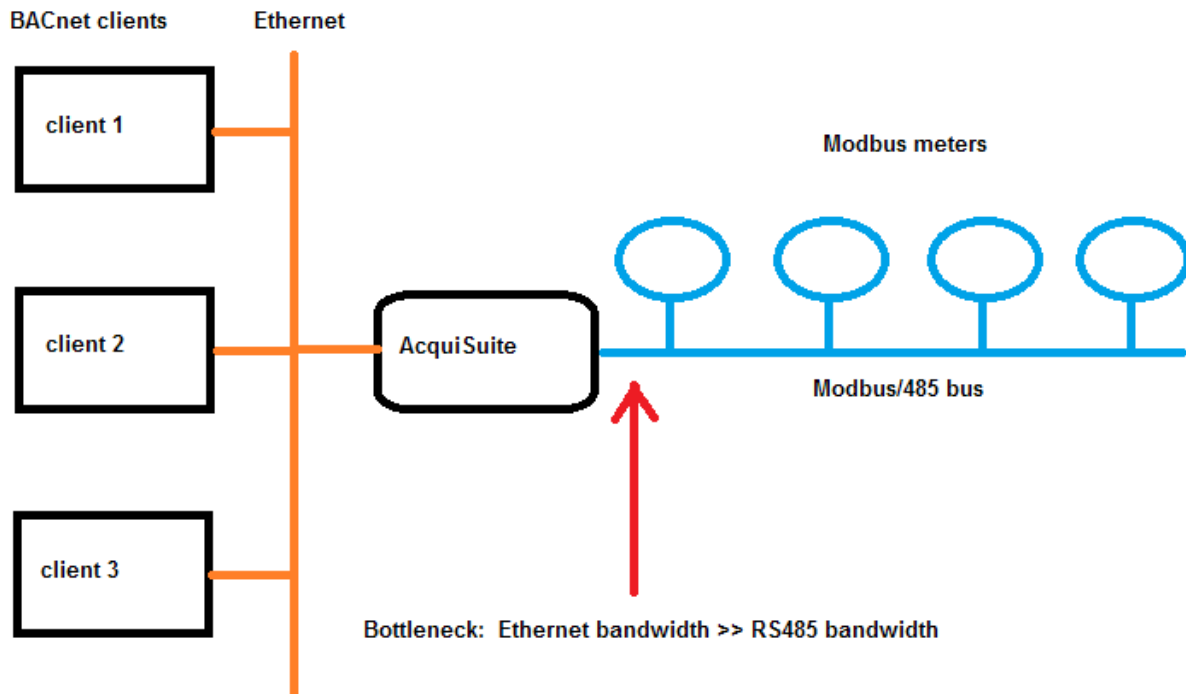 BACnet clients
Ethernet
client 1
Modbus meters
client 2
AcquiSuite
Modbus/485 bus
client 3
Bottleneck:  Ethernet bandwidth >> RS485 bandwidth